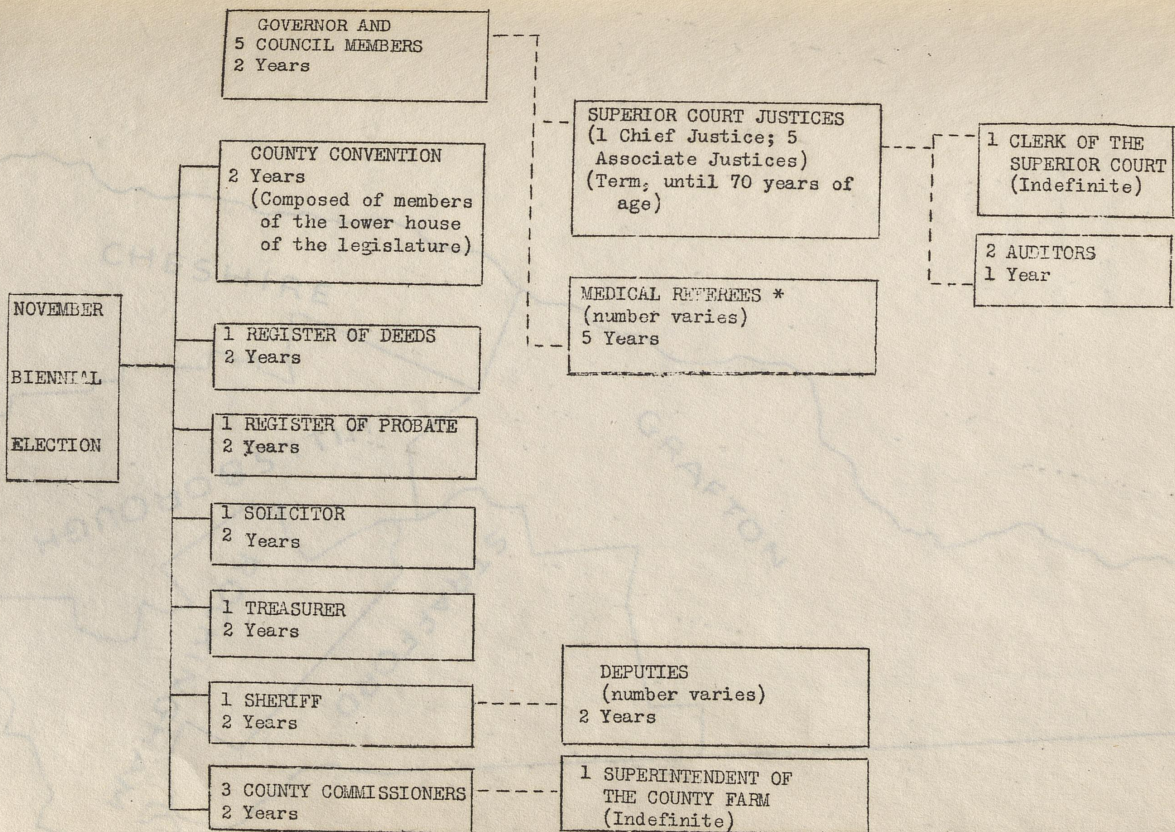 GOVERNOR AND
5 COUNCIL MEMBERS
2 Years
SUPERIOR COURT JUSTICES
(1 Chief Justice; 5
Associate Justices)
(Term, until 70 years of
age)
1 CLERK OF THE
SUPERIOR COURT
(Indefinite)
2 AUDITORS
1 Year
COUNTY CONVENTION
2 Years
(Composed of members
of the lower house
of the legislature)
MEDICAL REFEREES *
(number varies)
5 Years
NOVEMBER
BIENNIAL
ELECTION
1 REGISTER OF DEEDS
2 Years
1 REGISTER OF PROBATE
2 Years
1 SOLICITOR
2 Years
1 TREASURER
2 Years
1 SHERIFF
2 Years
DEPUTIES
(number varies)
2 Years
3 COUNTY COMMISSIONERS
2 Years
1 SUPERINTENDENT OF
THE COUNTY FARM
(Indefinite)
CHESHIRE
GRAFTON